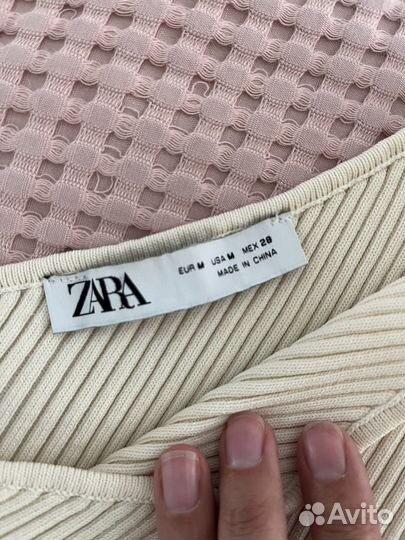 ZARA
EUR M USA M MEX 28
MADE IN CHINA
Avito